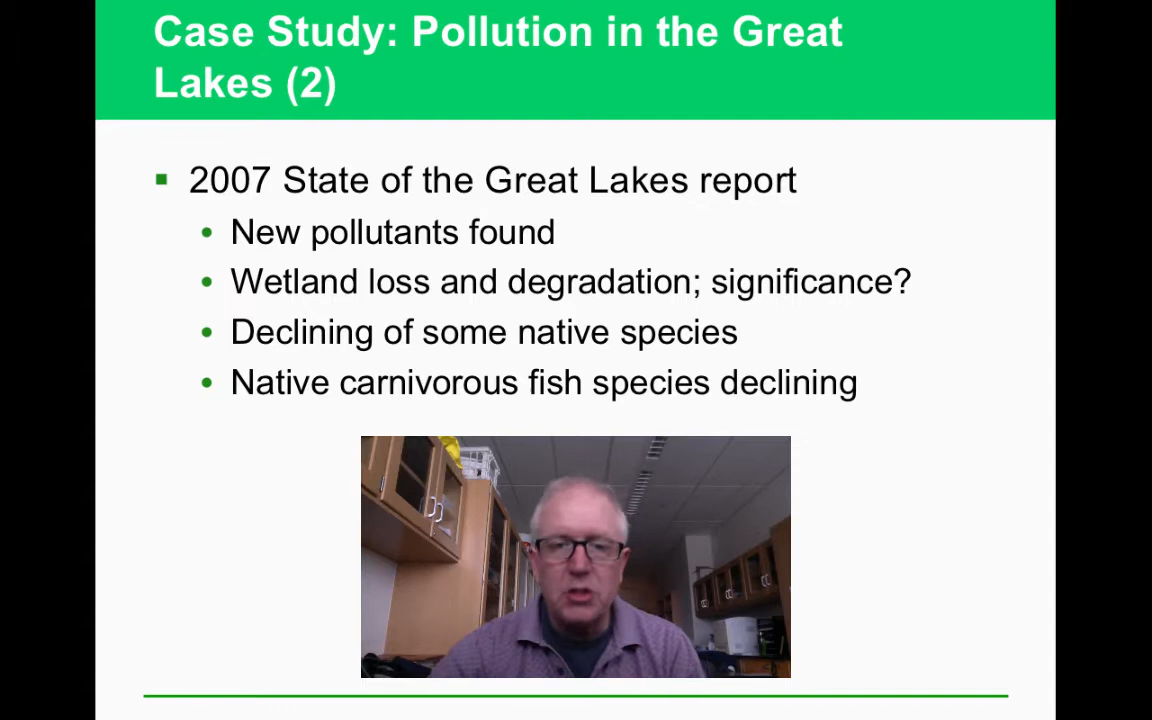 Case Study: Pollution in the Great
Lakes (2)
2007 State of the Great Lakes report
New pollutants found
Wetland loss and degradation; significance?
Declining of some native species
Native carnivorous fish species declining